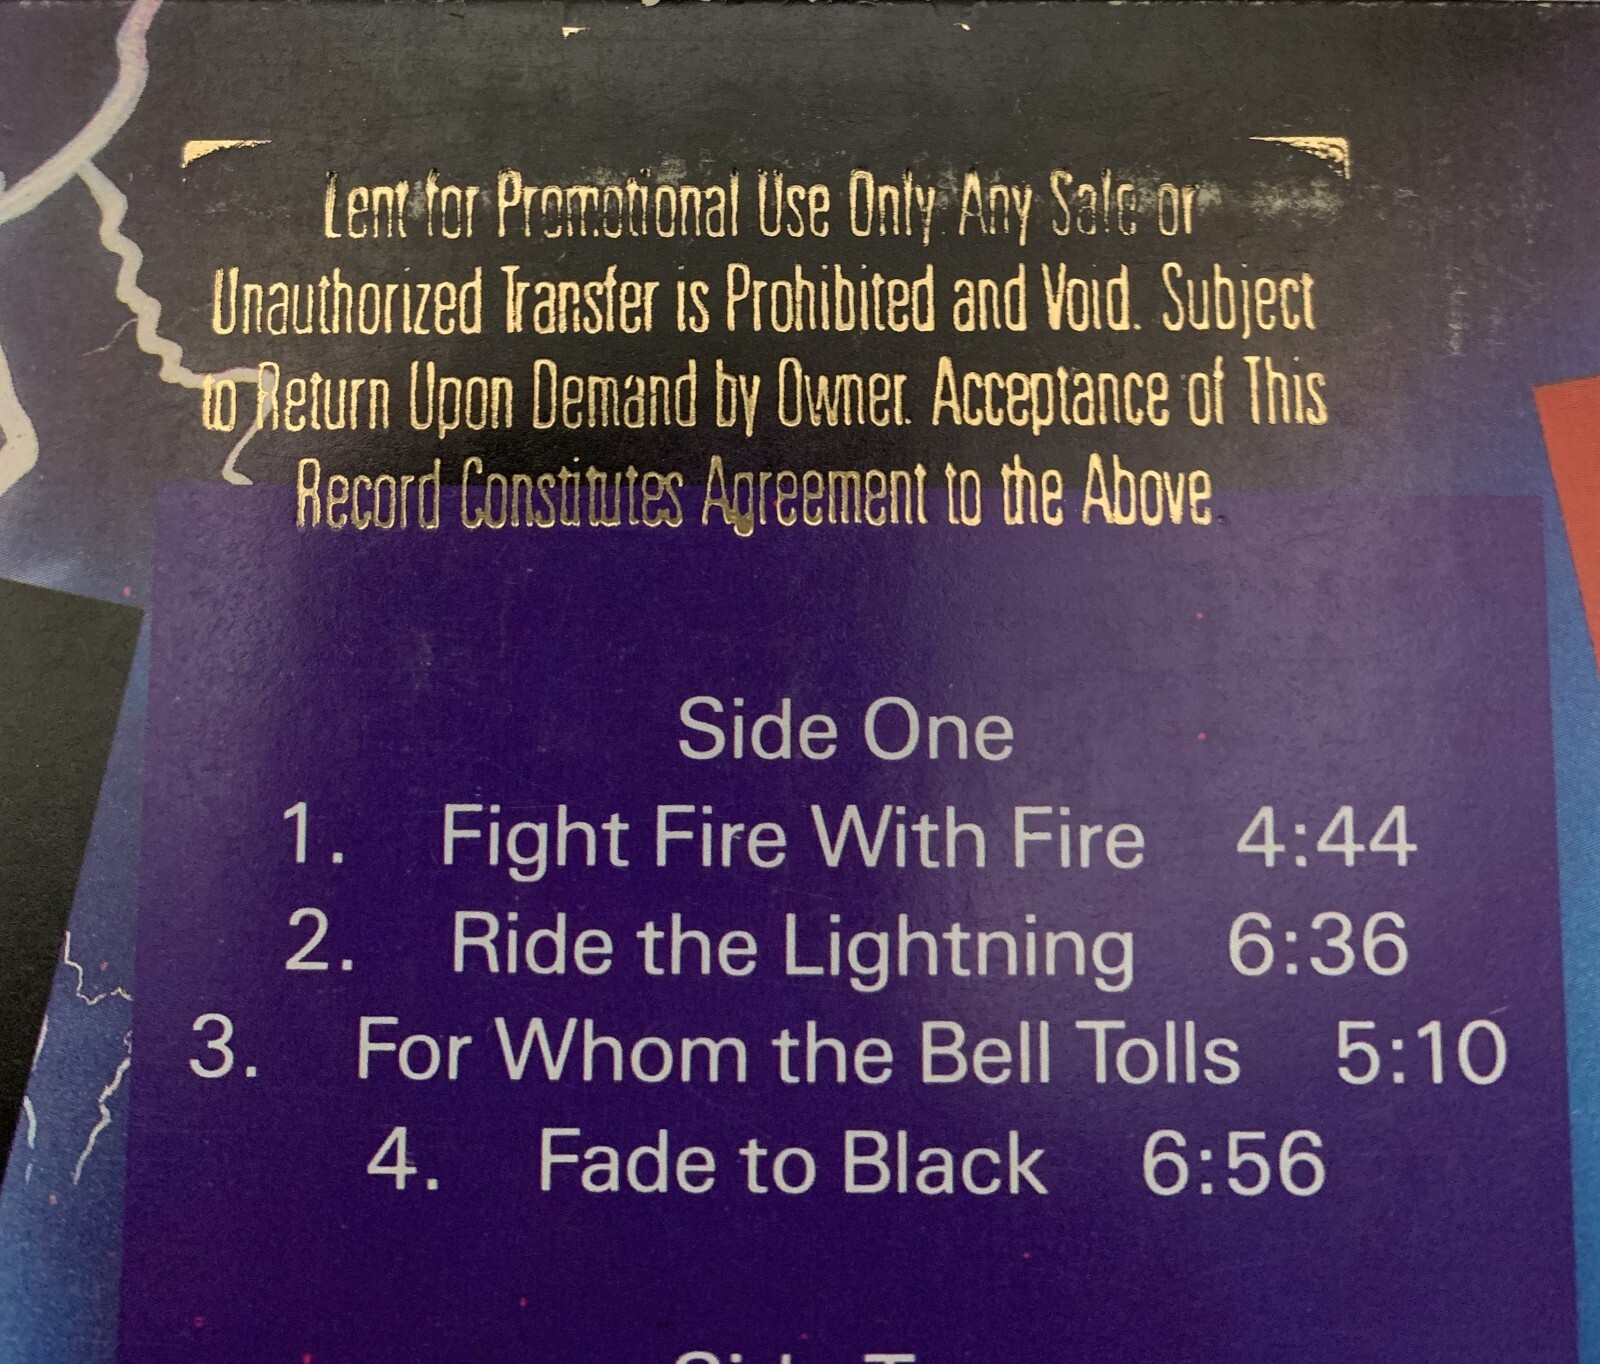 Lent for Promotional Use Only. Any Sale or
Unauthorized Transfer is Prohibited and Void. Subject
to Return Upon Demand by Owner. Acceptance of This
Record Constitutes Agreement to the Above.
Side One
1. Fight Fire With Fire 4:44
2. Ride the Lightning 6:36
3. For Whom the Bell Tolls 5:10
4. Fade to Black 6:56